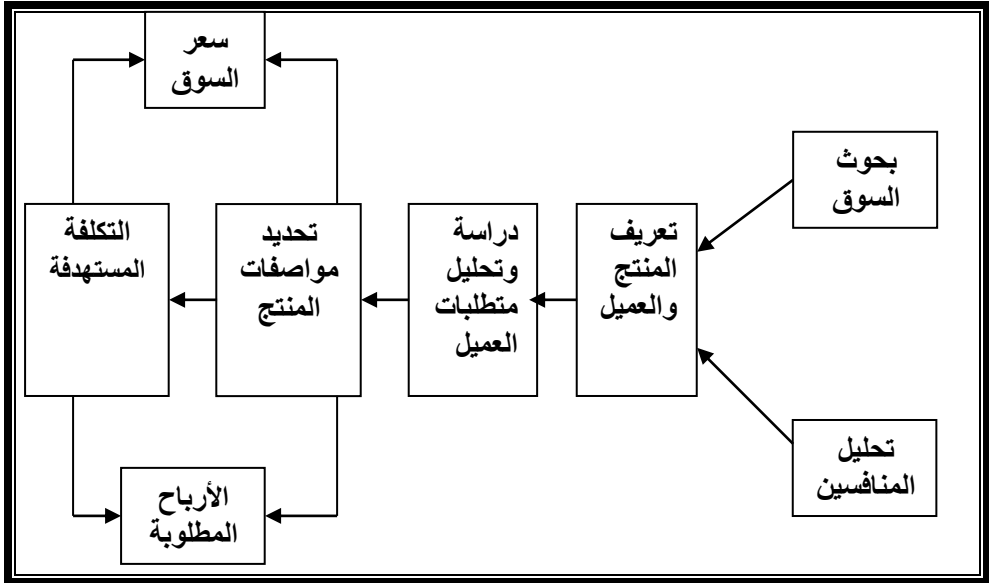 بحوث
السوق
تحليل
المنافسين
تعريف
المنتج
والعميل
دراسة
وتحليل
متطلبات
العميل
تحديد
مواصفات
المنتج
سعر
السوق
الأرباح
المطلوبة
التكلفة
المستهدفة